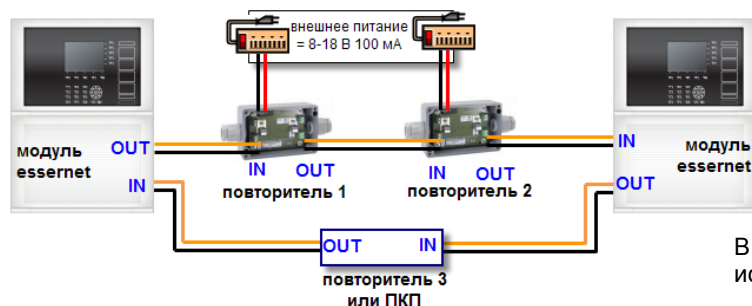 внешнее питание
= 8-18 В 100 мА
модуль
essernet
OUT
IN
IN
OUT
повторитель 1
IN
OUT
повторитель 2
IN
OUT
модуль
essernet
OUT
IN
повторитель 3
или ПКП
В
ис